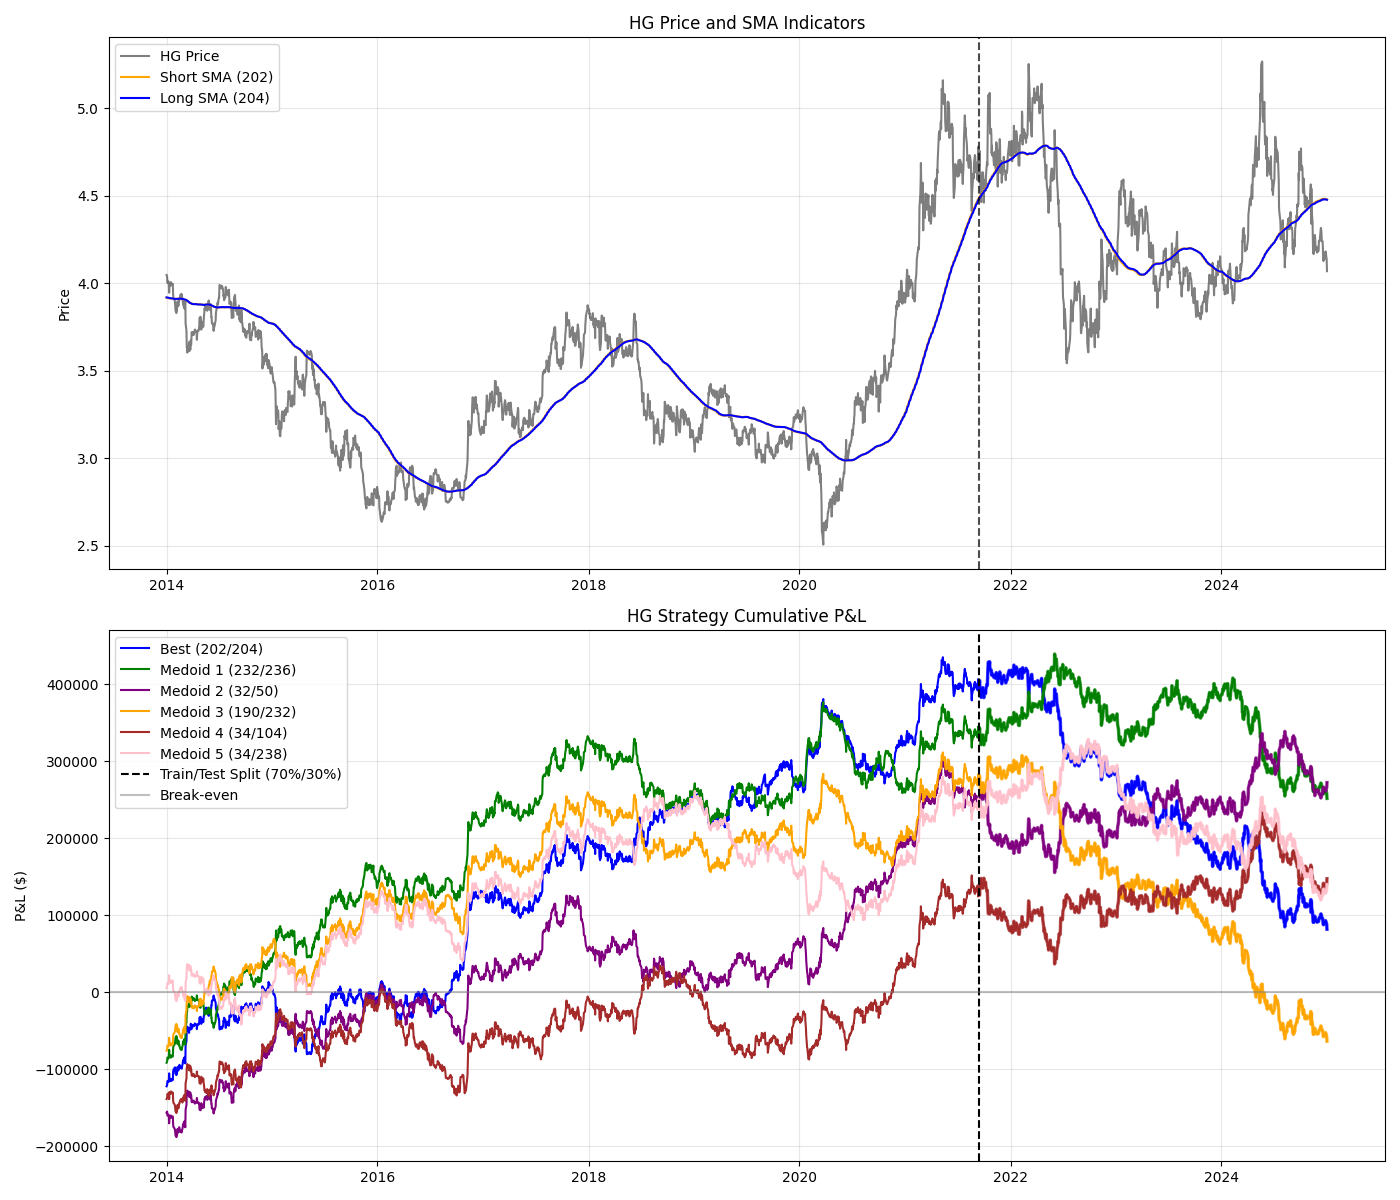 HG Price and SMA Indicators
HG Price
Short SMA (202)
Long SMA (204)
Price
5.0
4.5
4.0
3.5
3.0
2.5
2014
2016
2018
2020
2022
2024
HG Strategy Cumulative P&L
Best (202/204)
Medoid 1 (232/236)
Medoid 2 (32/50)
Medoid 3 (190/232)
Medoid 4 (34/104)
Medoid 5 (34/238)
Train/Test Split (70%/30%)
Break-even
P&L ($)
400000
300000
200000
100000
0
−100000
−200000
2014
2016
2018
2020
2022
2024